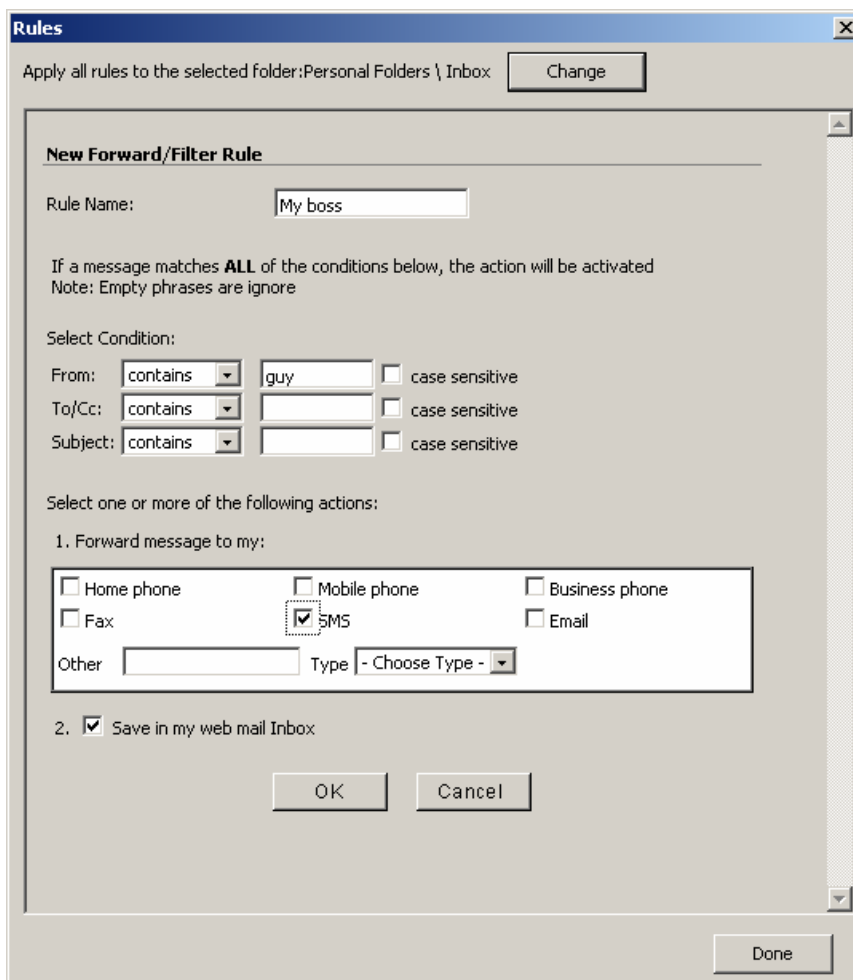 Rules
Apply all rules to the selected folder:Personal Folders \ Inbox Change
New Forward/Filter Rule
Rule Name: My boss
If a message matches ALL of the conditions below, the action will be activated
Note: Empty phrases are ignore
Select Condition:
From: contains guy case sensitive
To/Cc: contains case sensitive
Subject: contains case sensitive
Select one or more of the following actions:
1. Forward message to my:
Home phone Mobile phone Business phone
Fax SMS Email
Other Type - Choose Type -
2. Save in my web mail Inbox
OK Cancel
Done